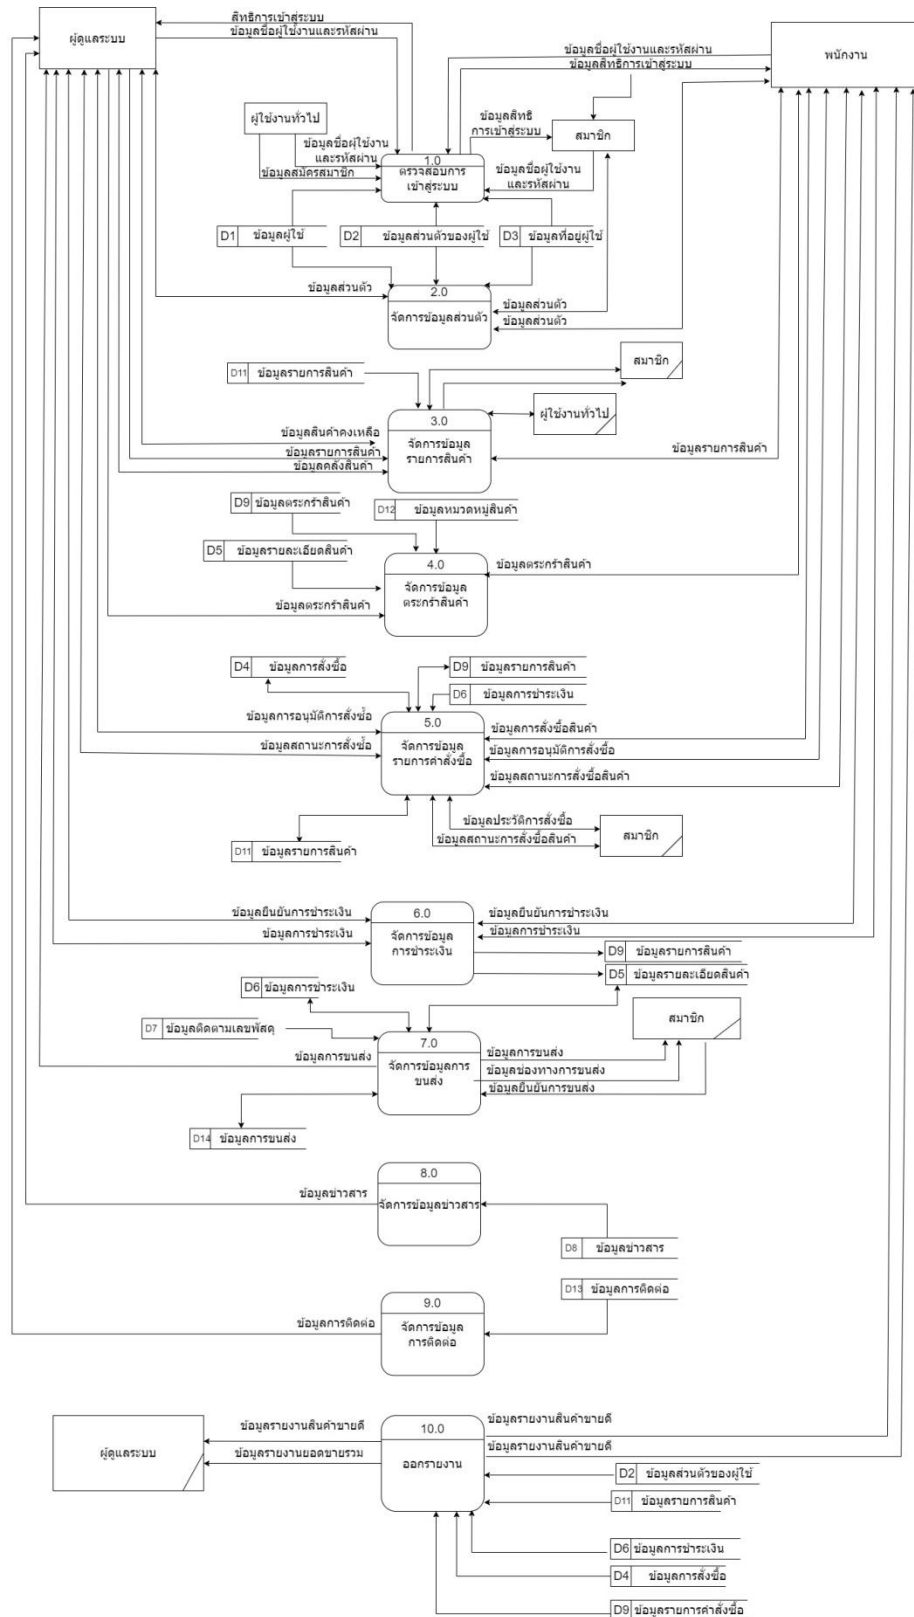 สิทธิการเข้าสู่ระบบ
ผู้ดูแลระบบ
ข้อมูลชื่อผู้ใช้งานและรหัสผ่าน
ข้อมูลชื่อผู้ใช้งานและรหัสผ่าน
ข้อมูลสิทธิการเข้าสู่ระบบ
พนักงาน
ผู้ใช้งานทั่วไป
ข้อมูลสิทธิ
การเข้าสู่ระบบ
สมาชิก
ข้อมูลชื่อผู้ใช้งาน
และรหัสผ่าน
ข้อมูลสมัครสมาชิก
1.0
ตรวจสอบการ
เข้าสู่ระบบ
ข้อมูลชื่อผู้ใช้งาน
และรหัสผ่าน
D1 ข้อมูลผู้ใช้
D2 ข้อมูลส่วนตัวของผู้ใช้
D3 ข้อมูลที่อยู่ผู้ใช้
ข้อมูลส่วนตัว
2.0
จัดการข้อมูลส่วนตัว
ข้อมูลส่วนตัว
ข้อมูลส่วนตัว
D11 ข้อมูลรายการสินค้า
สมาชิก
ผู้ใช้งานทั่วไป
3.0
จัดการข้อมูล
รายการสินค้า
ข้อมูลสินค้าคงเหลือ
ข้อมูลรายการสินค้า
ข้อมูลคลังสินค้า
ข้อมูลรายการสินค้า
D9 ข้อมูลตระกร้าสินค้า
D12 ข้อมูลหมวดหมู่สินค้า
D5 ข้อมูลรายละเอียดสินค้า
4.0
จัดการข้อมูล
ตระกร้าสินค้า
ข้อมูลตระกร้าสินค้า
ข้อมูลตระกร้าสินค้า
D4 ข้อมูลการสั่งซื้อ
D9 ข้อมูลรายการสินค้า
D6 ข้อมูลการชำระเงิน
5.0
จัดการข้อมูล
รายการคำสั่งซื้อ
ข้อมูลการอนุมัติการสั่งซ้ือ
ข้อมูลสถานะการสั่งซ้ือ
ข้อมูลการสั่งซื้อสินค้า
ข้อมูลการอนุมัติการสั่งซื้อ
ข้อมูลสถานะการสั่งซื้อสินค้า
ข้อมูลประวัติการสั่งซื้อ
ข้อมูลสถานะการสั่งซื้อสินค้า
สมาชิก
D11 ข้อมูลรายการสินค้า
6.0
จัดการข้อมูล
การชำระเงิน
ข้อมูลยืนยันการชำระเงิน
ข้อมูลการชำระเงิน
ข้อมูลยืนยันการชำระเงิน
ข้อมูลการชำระเงิน
D9 ข้อมูลรายการสินค้า
D5 ข้อมูลรายละเอียดสินค้า
D6 ข้อมูลการชำระเงิน
D7 ข้อมูลติดตามเลขพัสดุ
สมาชิก
7.0
จัดการข้อมูลการ
ขนส่ง
ข้อมูลการขนส่ง
ข้อมูลการขนส่ง
ข้อมูลช่องทางการขนส่ง
ข้อมูลยืนยันการขนส่ง
D14 ข้อมูลการขนส่ง
8.0
จัดการข้อมูลข่าวสาร
ข้อมูลข่าวสาร
D8 ข้อมูลข่าวสาร
D13 ข้อมูลการติดต่อ
9.0
จัดการข้อมูล
การติดต่อ
ข้อมูลการติดต่อ
ผู้ดูแลระบบ
ข้อมูลรายงานสินค้าขายดี
ข้อมูลรายงานยอดขายรวม
10.0
ออกรายงาน
ข้อมูลรายงานสินค้าขายดี
ข้อมูลรายงานสินค้าขายดี
D2 ข้อมูลส่วนตัวของผู้ใช้
D11 ข้อมูลรายการสินค้า
D6 ข้อมูลการชำระเงิน
D4 ข้อมูลการสั่งซื้อ
D9 ข้อมูลรายการคำสั่งซื้อ